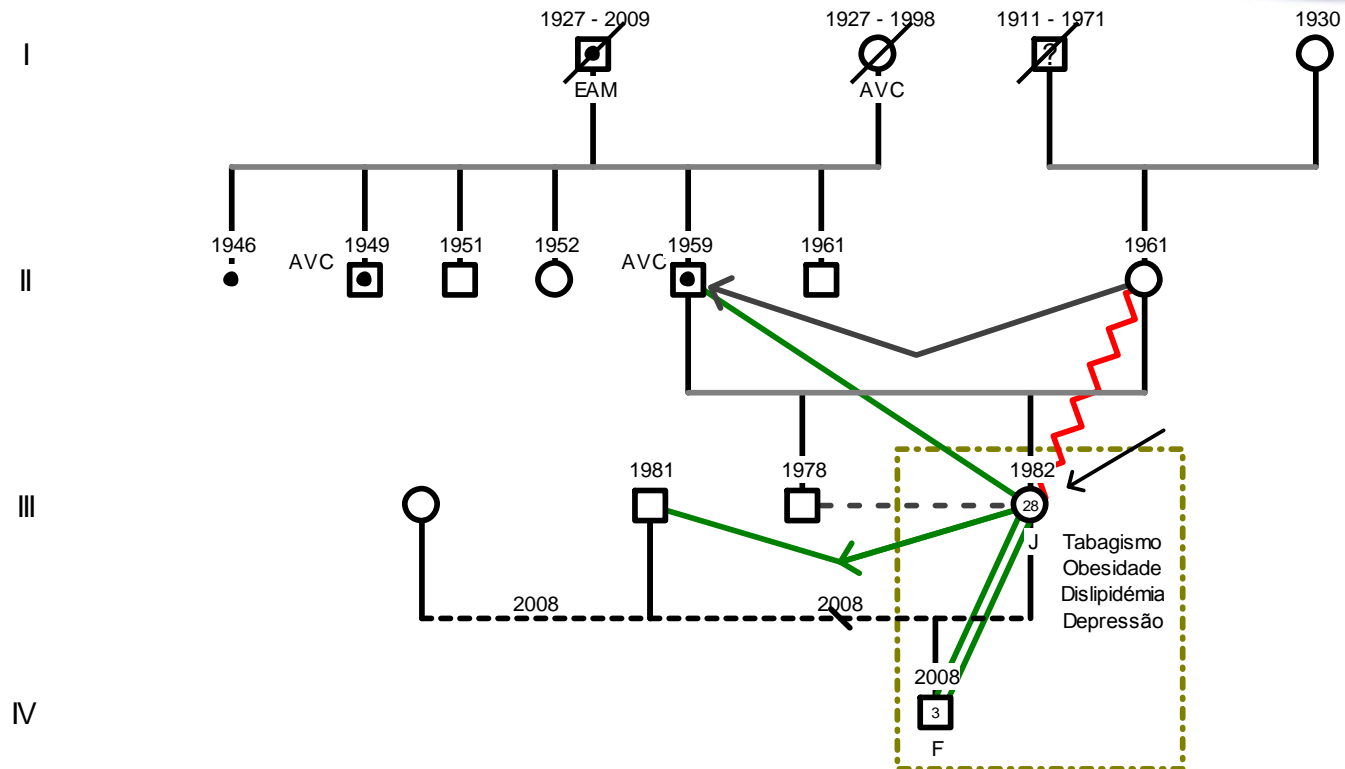 1927 - 2009
1927 - 1998
1911 - 1971
1930
I
?
EAM
AVC
1946
AVC
1949
1951
1952
AVC
1959
1961
1961
II
1981
1978
1982
III
28
J
Tabagismo
Obesidade
Dislipidémia
Depressão
2008
2008
2008
IV
3
F